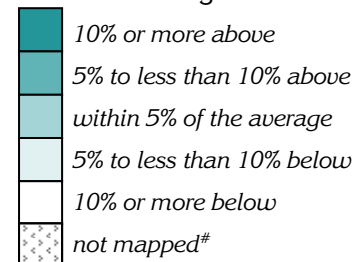 10% or more above
5% to less than 10% above
within 5% of the average
5% to less than 10% below
10% or more below
not mapped#